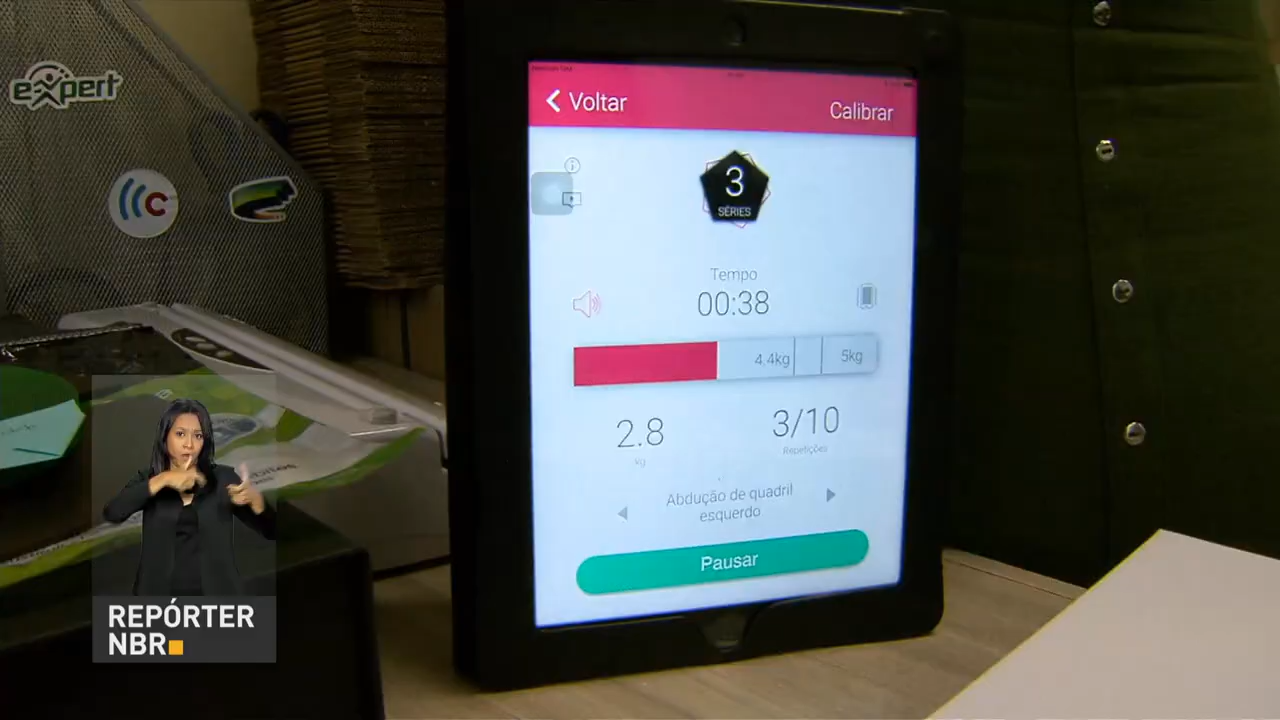 expert
C
Voltar
Calibrar
3
SÉRIES
Tempo
00:38
4.4kg
5kg
2.8
kg
3/10
Repetições
Abdução de quadril
esquerdo
Pausar
REPÓRTER
NBR